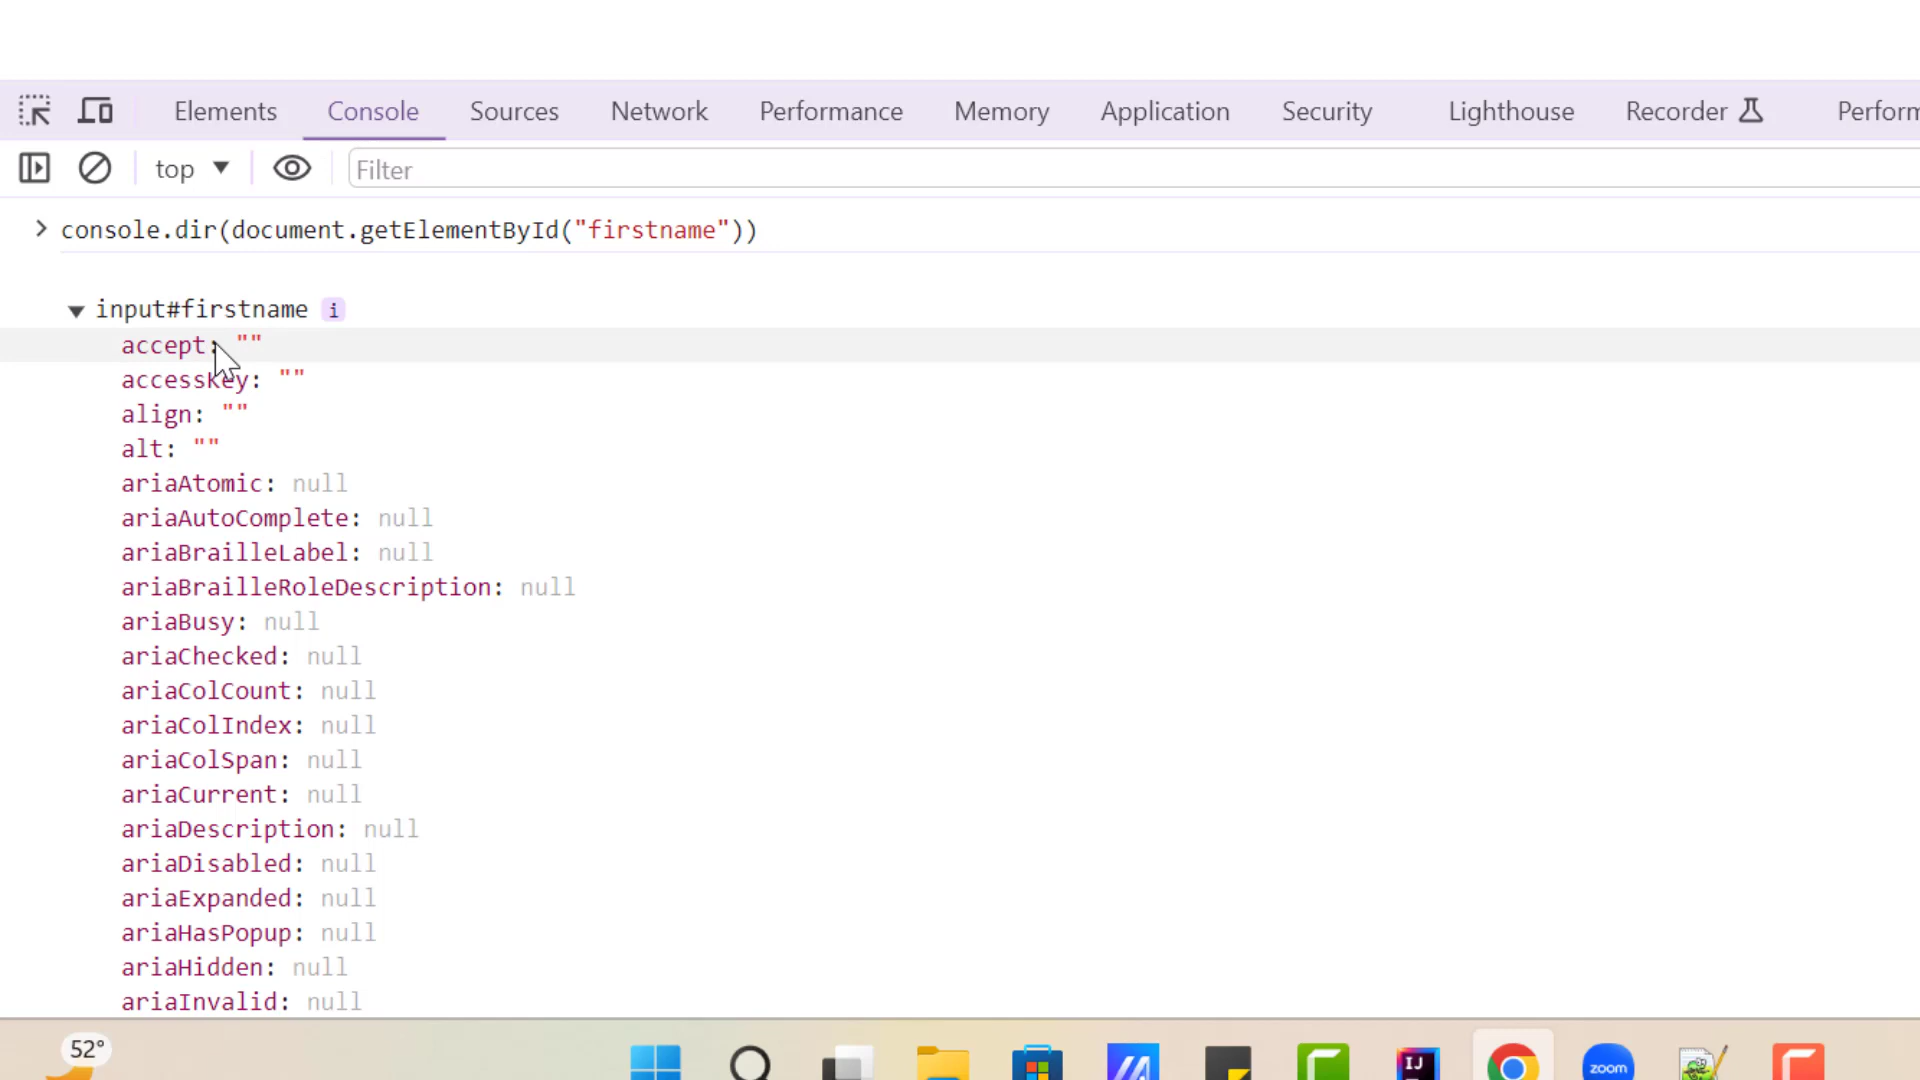 Elements Console Sources Network Performance Memory Application Security Lighthouse Recorder Perform
top Filter
console.dir(document.getElementById("firstname"))
input#firstname i
accept: ""
accesskey: ""
align: ""
alt: ""
ariaAtomic: null
ariaAutoComplete: null
ariaBrailleLabel: null
ariaBrailleRoleDescription: null
ariaBusy: null
ariaChecked: null
ariaColCount: null
ariaColIndex: null
ariaColSpan: null
ariaCurrent: null
ariaDescription: null
ariaDisabled: null
ariaExpanded: null
ariaHasPopup: null
ariaHidden: null
ariaInvalid: null
52°
IJ
zoom